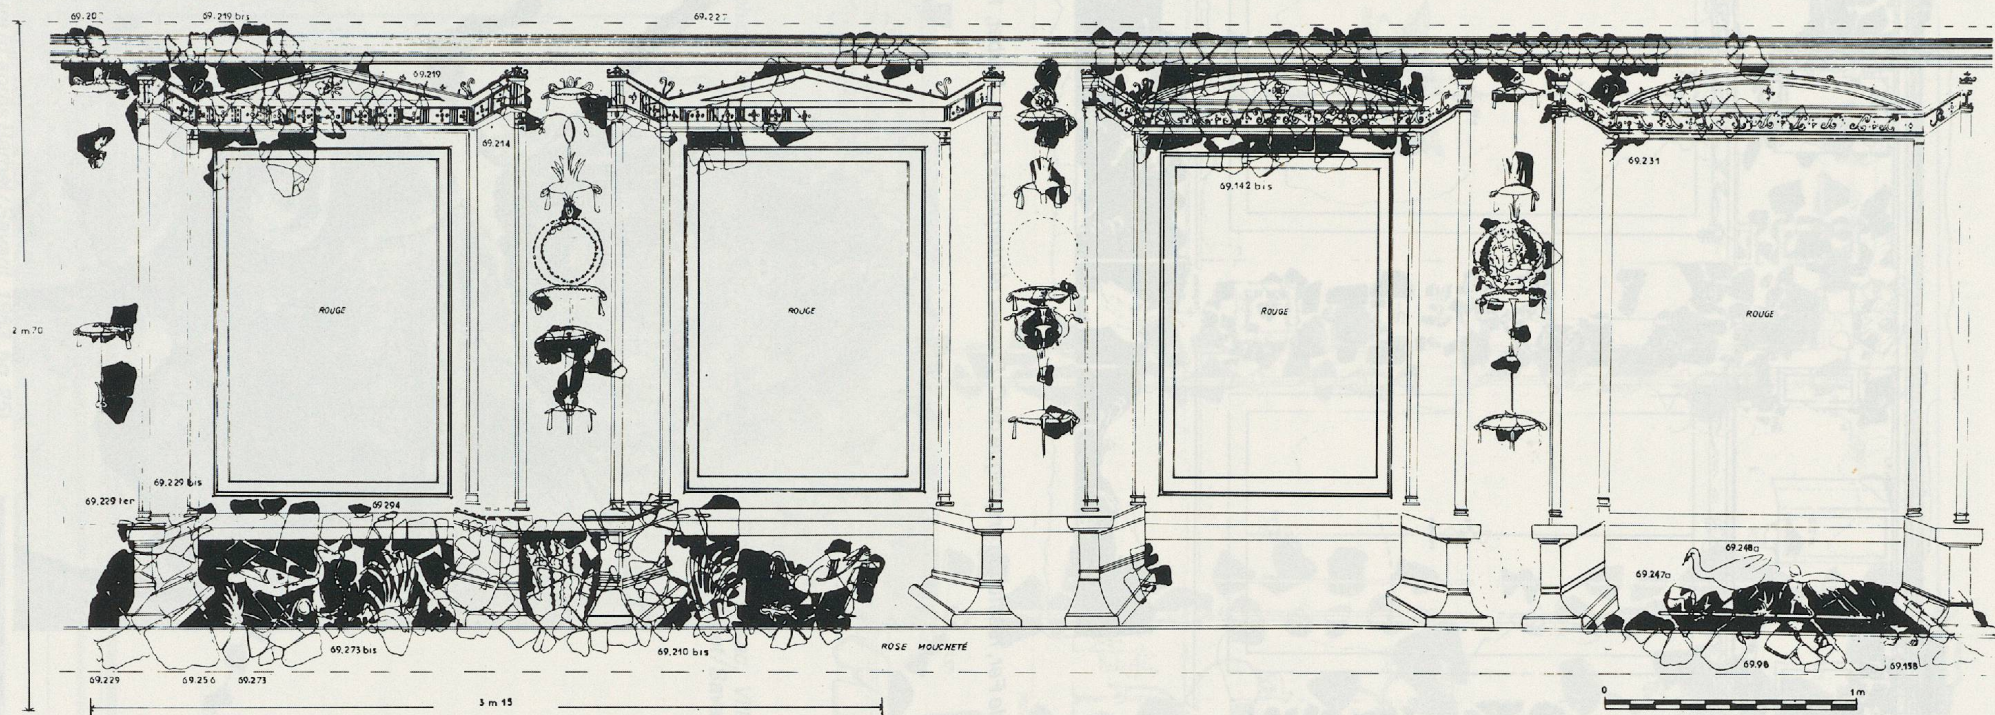 69.219 bis
69.227
69.219
69.214
69.142 bis
69.231
ROUGE
ROUGE
ROUGE
ROUGE
2 m 70
69.229 bis
69.229 ter
69.294
69.248a
69.247a
69.273 bis
69.210 bis
ROSE MOUCHETÉ
69.98
69.158
69.229
69.256
69.273
3 m 15
0
1m